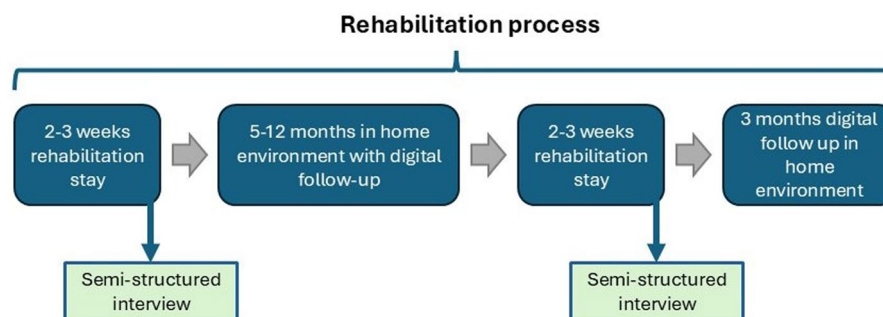 Rehabilitation process
2-3 weeks
rehabilitation
stay
5-12 months in home
environment with digital
follow-up
2-3 weeks
rehabilitation
stay
3 months digital
follow up in
home
environment
Semi-structured
interview
Semi-structured
interview